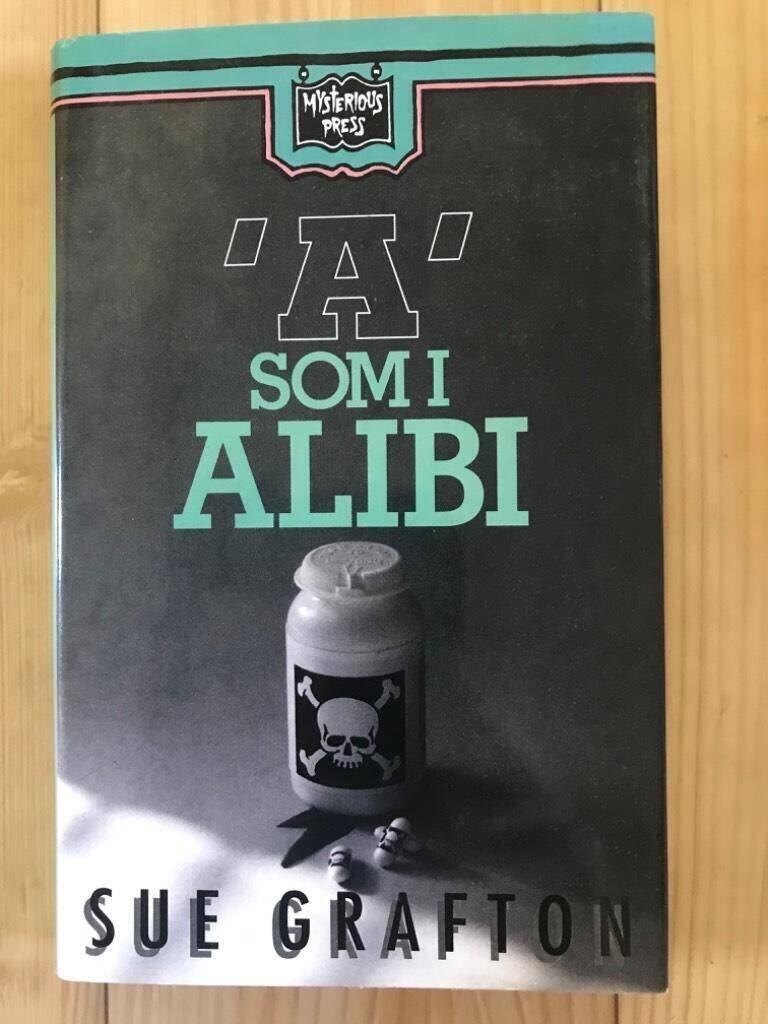 MYSTERIOUS
PRESS
'A'
SOM I
ALIBI
SUE GRAFTON